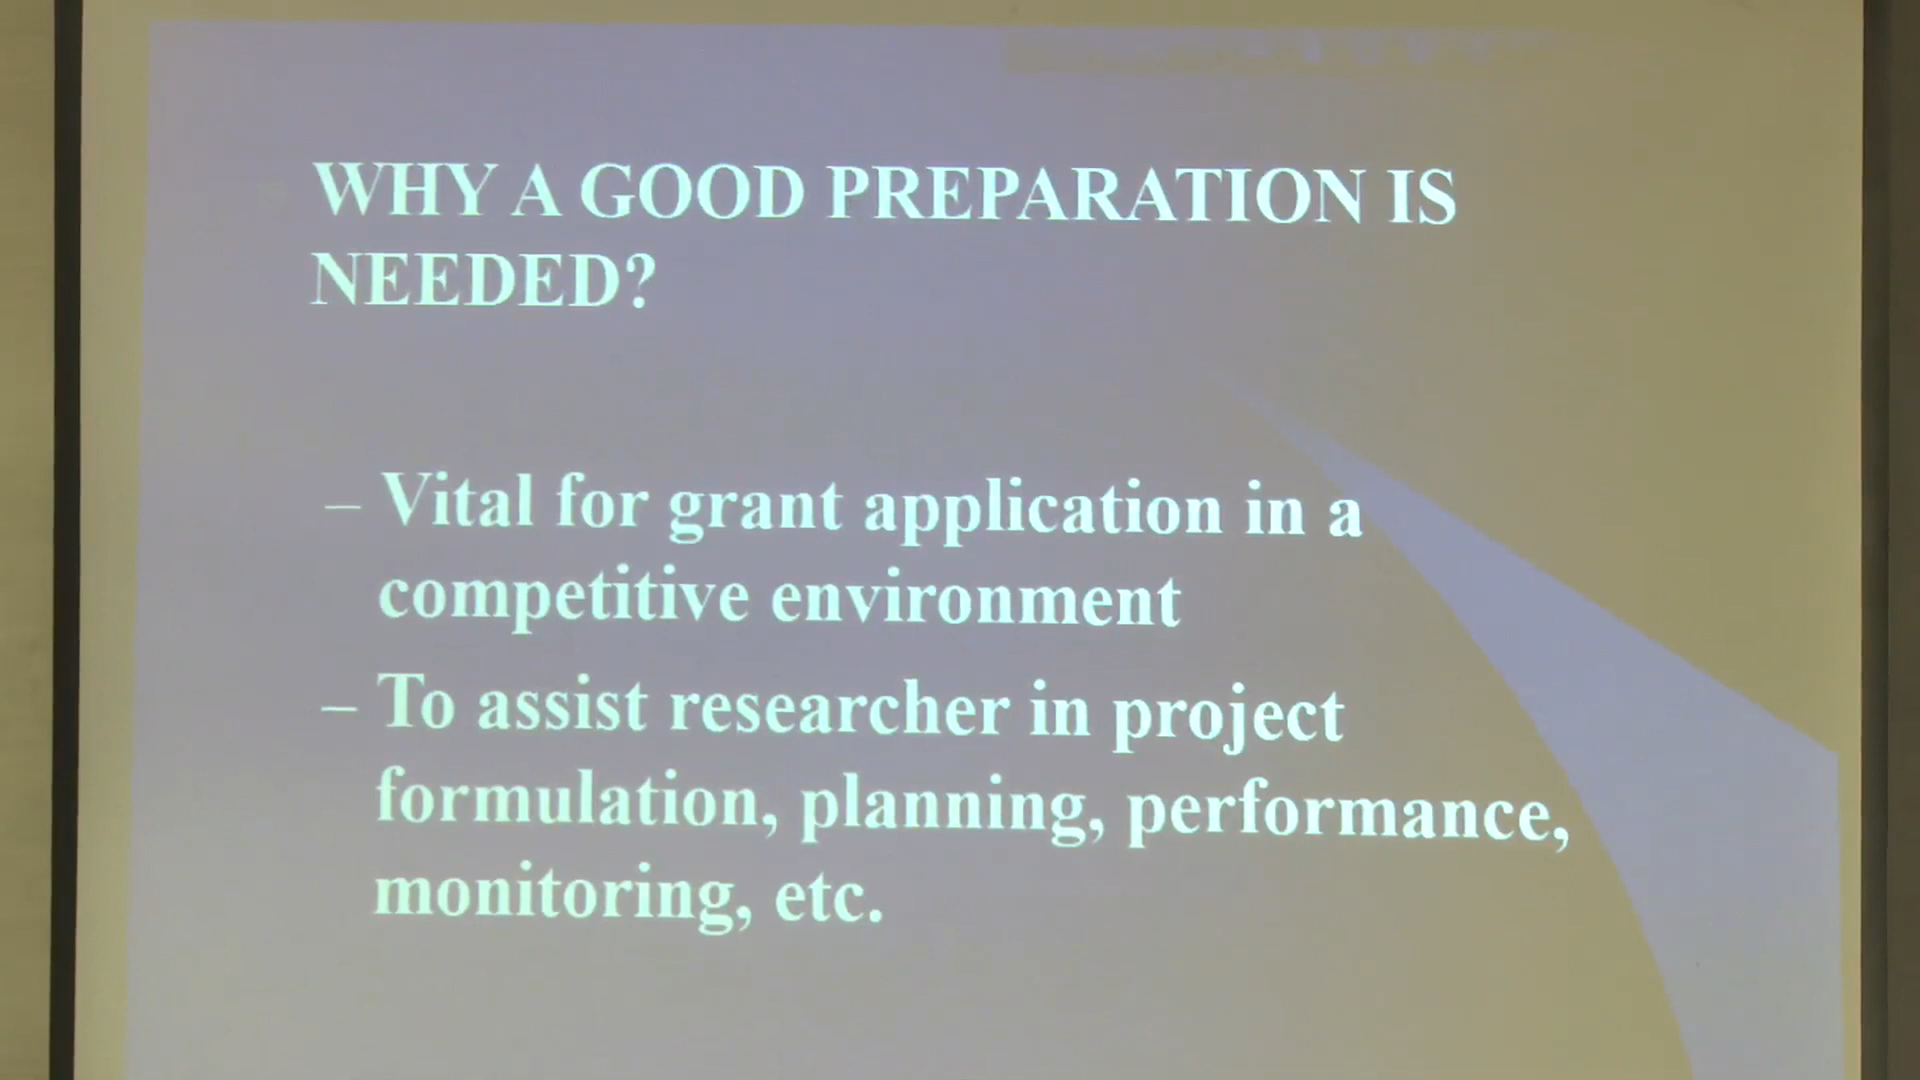 WHY A GOOD PREPARATION IS
NEEDED?
– Vital for grant application in a
competitive environment
– To assist researcher in project
formulation, planning, performance,
monitoring, etc.